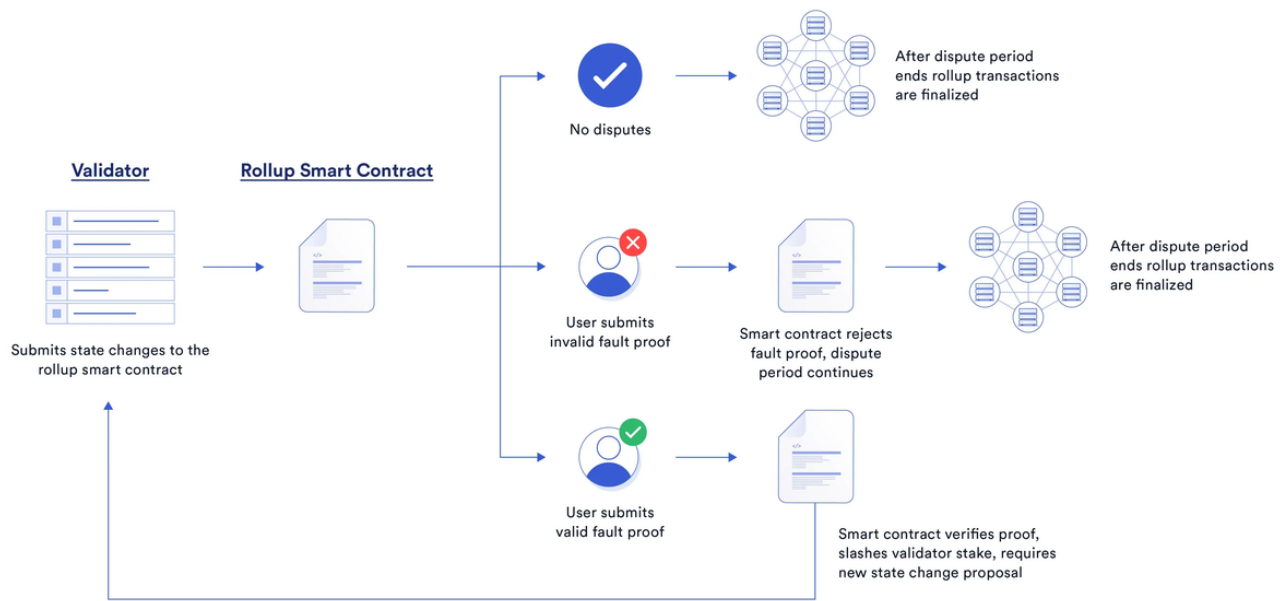 No disputes
After dispute period
ends rollup transactions
are finalized
Validator
Rollup Smart Contract
Submits state changes to the
rollup smart contract
User submits
invalid fault proof
Smart contract rejects
fault proof, dispute
period continues
After dispute period
ends rollup transactions
are finalized
User submits
valid fault proof
Smart contract verifies proof,
slashes validator stake, requires
new state change proposal